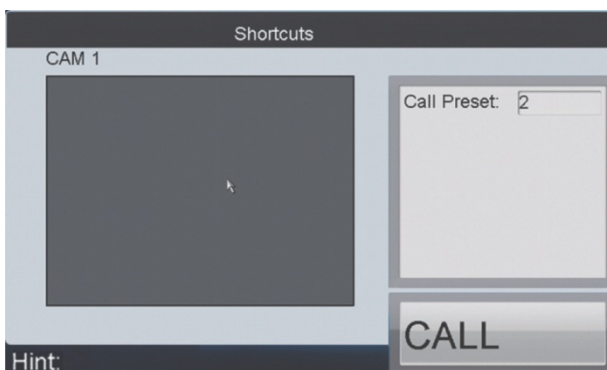 Shortcuts
CAM 1
Call Preset: 2
CALL
Hint: